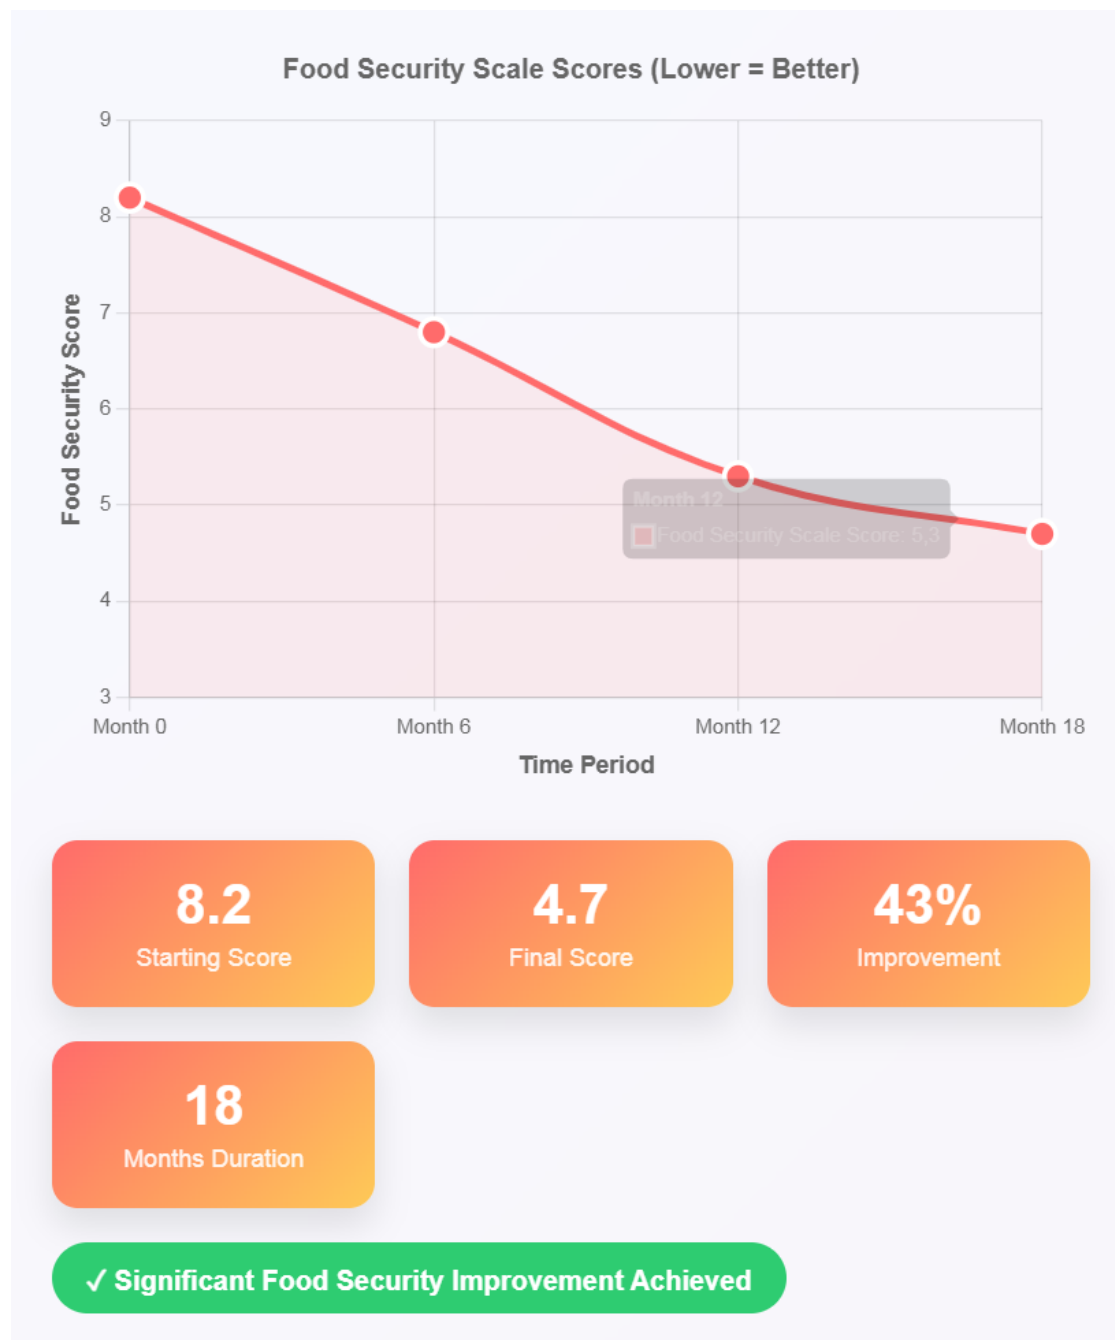 Food Security Scale Scores (Lower = Better)
9
8
7
6
5
4
3
Food Security Score
Month 12
Food Security Scale Score: 5,3
Month 0 Month 6 Month 12 Month 18
Time Period
8.2
Starting Score
4.7
Final Score
43%
Improvement
18
Months Duration
✓ Significant Food Security Improvement Achieved